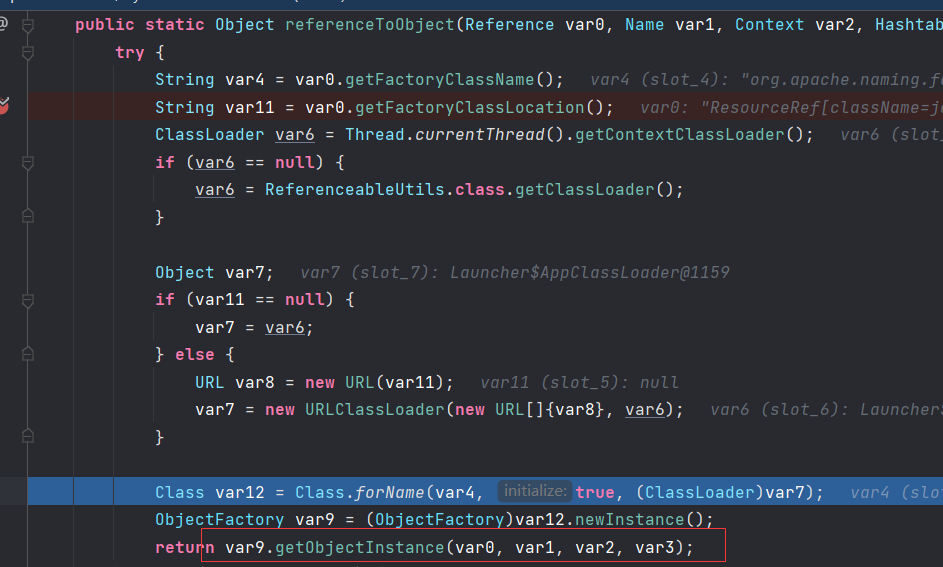 public static Object referenceToObject(Reference var0, Name var1, Context var2, Hashtab
try {
String var4 = var0.getFactoryClassName(); var4 (slot_4): "org.apache.naming.fa
String var11 = var0.getFactoryClassLocation(); var0: "ResourceRef[className=ja
ClassLoader var6 = Thread.currentThread().getContextClassLoader(); var6 (slot_
if (var6 == null) {
var6 = ReferenceableUtils.class.getClassLoader();
}
Object var7; var7 (slot_7): Launcher$AppClassLoader@1159
if (var11 == null) {
var7 = var6;
} else {
URL var8 = new URL(var11); var11 (slot_5): null
var7 = new URLClassLoader(new URL[]{var8}, var6); var6 (slot_6): Launcher$
}
Class var12 = Class.forName(var4, initialize: true, (ClassLoader)var7); var4 (slo
ObjectFactory var9 = (ObjectFactory)var12.newInstance();
return var9.getObjectInstance(var0, var1, var2, var3);